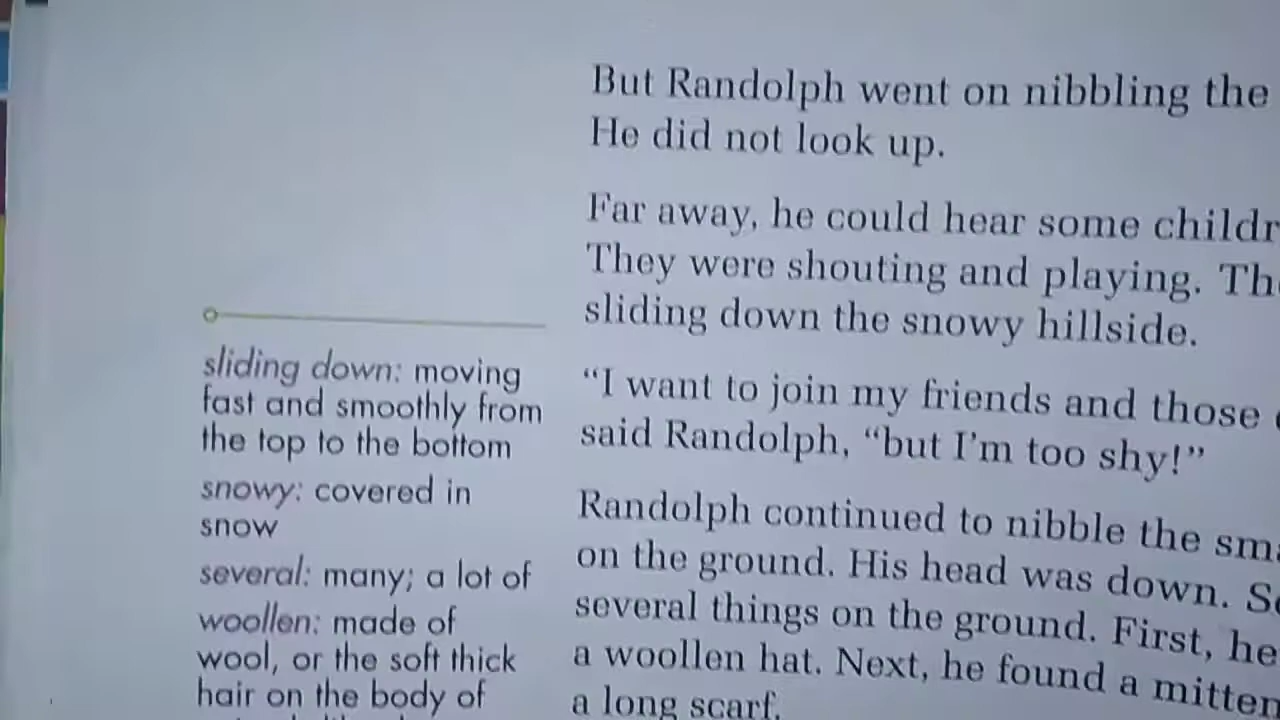 But Randolph went on nibbling the
He did not look up.
Far away, he could hear some
They were shouting and playing.
sliding down the snowy hillside.
"I want to join my friends and those
said Randolph, "but I'm too shy!"
Randolph continued to nibble the
on the ground. His head was down.
several things on the ground. First, he
a woollen hat. Next, he found a mitten
a long scarf.
sliding down: moving
fast and smoothly from
the top to the bottom
snowy: covered in
snow
several: many; a lot of
woollen: made of
wool, or the soft thick
hair on the body of